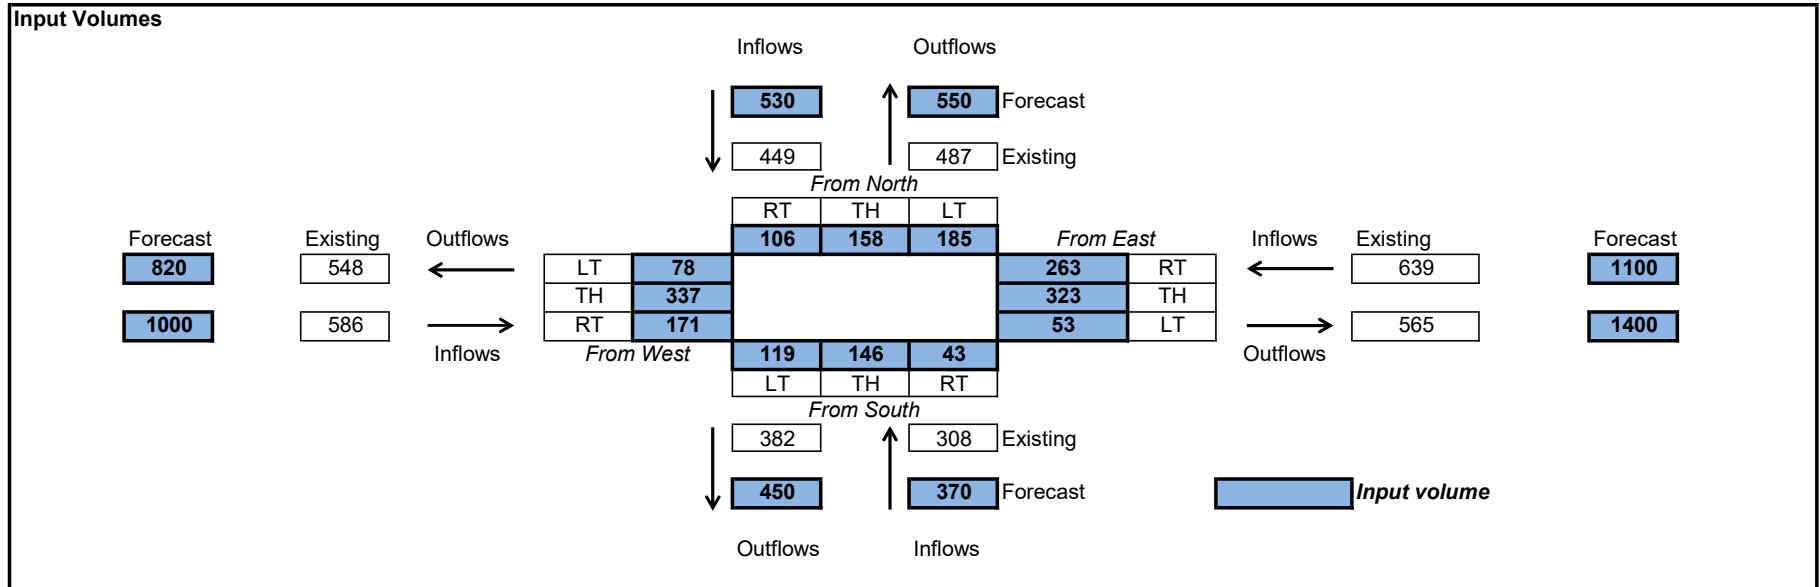 Input Volumes
Inflows Outflows
530 550 Forecast
449 487 Existing
From North
RT TH LT
Forecast Existing Outflows 106 158 185 From East Inflows Existing Forecast
820 548 LT 78 263 RT 639 1100
TH 337 323 TH
1000 586 RT 171 53 LT 565 1400
Inflows From West 119 146 43 Outflows
LT TH RT
From South
382 308 Existing
450 370 Forecast Input volume
Outflows Inflows